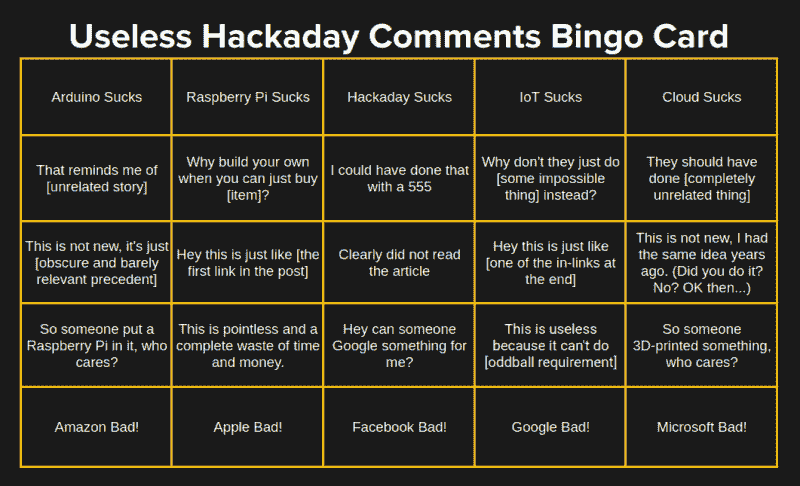 Useless Hackaday Comments Bingo Card
Arduino Sucks
Raspberry Pi Sucks
Hackaday Sucks
IoT Sucks
Cloud Sucks
That reminds me of
[unrelated story]
Why build your own
when you can just buy
[item]?
I could have done that
with a 555
Why don't they just do
[some impossible
thing] instead?
They should have
done [completely
unrelated thing]
This is not new, it's just
[obscure and barely
relevant precedent]
Hey this is just like [the
first link in the post]
Clearly did not read
the article
Hey this is just like
[one of the in-links at
the end]
This is not new, I had
the same idea years
ago. (Did you do it?
No? OK then...)
So someone put a
Raspberry Pi in it, who
cares?
This is pointless and a
complete waste of time
and money.
Hey can someone
Google something for
me?
This is useless
because it can't do
[oddball requirement]
So someone
3D-printed something,
who cares?
Amazon Bad!
Apple Bad!
Facebook Bad!
Google Bad!
Microsoft Bad!